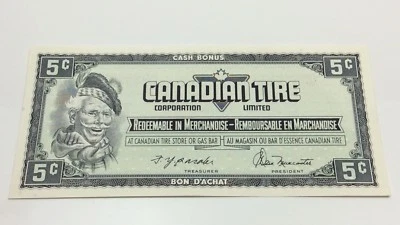 CASH BONUS
5¢ 5¢
CANADIAN TIRE
CORPORATION LIMITED
REDEEMABLE IN MERCHANDISE - REMBOURSABLE EN MARCHANDISE
AT CANADIAN TIRE STORE OR GAS BAR AU MAGASIN OU BAR D'ESSENCE CANADIAN TIRE
TREASURER PRESIDENT
5¢ 5¢
BON D'ACHAT